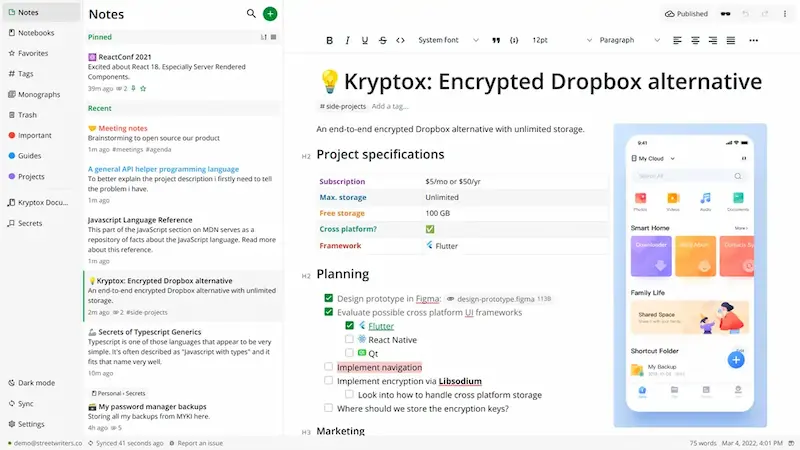 Notes
Notebooks
Favorites
Tags
Monographs
Trash
Important
Guides
Projects
Kryptox Docu...
Secrets
Dark mode
Sync
Settings
Notes
Pinned
ReactConf 2021
Excited about React 18. Especially Server Rendered
Components.
39m ago 2
Recent
🤝 Meeting notes
Brainstorming to open source our product
1m ago #meetings #agenda
A general API helper programming language
To better explain the project description i firstly need to tell
the problem i have.
1m ago
Javascript Language Reference
This part of the JavaScript section on MDN serves as a
repository of facts about the JavaScript language. Read more
about this reference.
1m ago
💡Kryptox: Encrypted Dropbox alternative
An end-to-end encrypted Dropbox alternative with unlimited
storage.
2m ago 2 #side-projects
🦾 Secrets of Typescript Generics
Typescript is one of those languages that appear to be very
simple. It's often described as "Javascript with types" and it
fits that name very well.
10m ago
Personal › Secrets
🗃 My password manager backups
Storing all my backups from MYKI here.
4h ago 5
Published
B I U S <> System font 12pt Paragraph
💡Kryptox: Encrypted Dropbox alternative
# side-projects Add a tag...
An end-to-end encrypted Dropbox alternative with unlimited storage.
H2 Project specifications
Subscription $5/mo or $50/yr
Max. storage Unlimited
Free storage 100 GB
Cross platform? ✅
Framework Flutter
H2 Planning
Design prototype in Figma: design-prototype.figma 113B
Evaluate possible cross platform UI frameworks
Flutter
React Native
Qt
Implement navigation
Implement encryption via Libsodium
Look into how to handle cross platform storage
Where should we store the encryption keys?
H3 Marketing
9:41
My Cloud
Search All
Photos Videos Audio Documents
Smart Home More
Downloader
Family Life
Shared Space
Shortcut Folder
My Backup
demo@streetwriters.co Synced 41 seconds ago Report an issue
75 words Mar 4, 2022, 4:01 PM